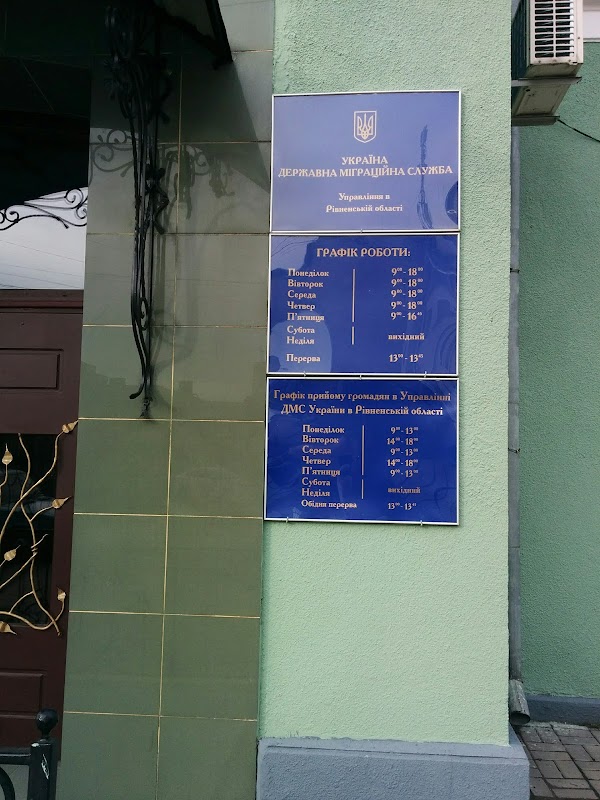 УКРАЇНА
ДЕРЖАВНА МІГРАЦІЙНА СЛУЖБА
Управління в
Рівненській області
ГРАФІК РОБОТИ:
Понеділок 9⁰⁰ - 18⁰⁰
Вівторок 9⁰⁰ - 18⁰⁰
Середа 9⁰⁰ - 18⁰⁰
Четвер 9⁰⁰ - 18⁰⁰
П'ятниця 9⁰⁰ - 16⁴⁵
Субота
Неділя вихідний
Перерва 13⁰⁰ - 13⁴⁵
Графік прийому громадян в Управлінні
ДМС України в Рівненській області
Понеділок 9⁰⁰ - 13⁰⁰
Вівторок 14⁰⁰ - 18⁰⁰
Середа 9⁰⁰ - 13⁰⁰
Четвер 14⁰⁰ - 18⁰⁰
П'ятниця 9⁰⁰ - 13⁰⁰
Субота
Неділя вихідний
Обідня перерва 13⁰⁰ - 13⁴⁵